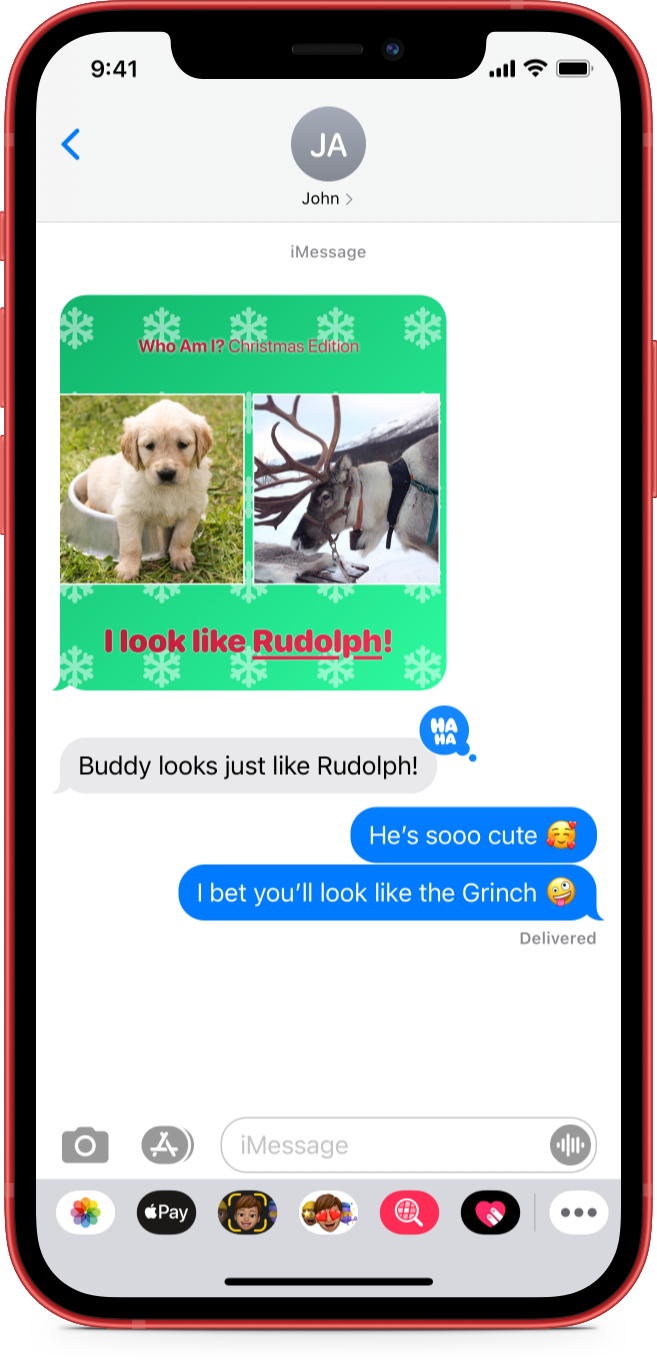 9:41
JA
John
iMessage
Who Am I? Christmas Edition
I look like Rudolph!
HA
HA
Buddy looks just like Rudolph!
He’s sooo cute 🥰
I bet you’ll look like the Grinch 🤪
Delivered
iMessage
Pay